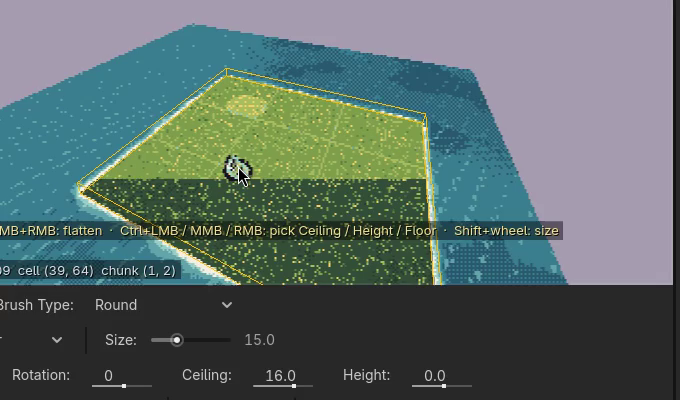 MB+RMB: flatten · Ctrl+LMB / MMB / RMB: pick Ceiling / Height / Floor · Shift+wheel: size
09 cell (39, 64) chunk (1, 2)
Brush Type: Round
r Size: 15.0
Rotation: 0 Ceiling: 16.0 Height: 0.0